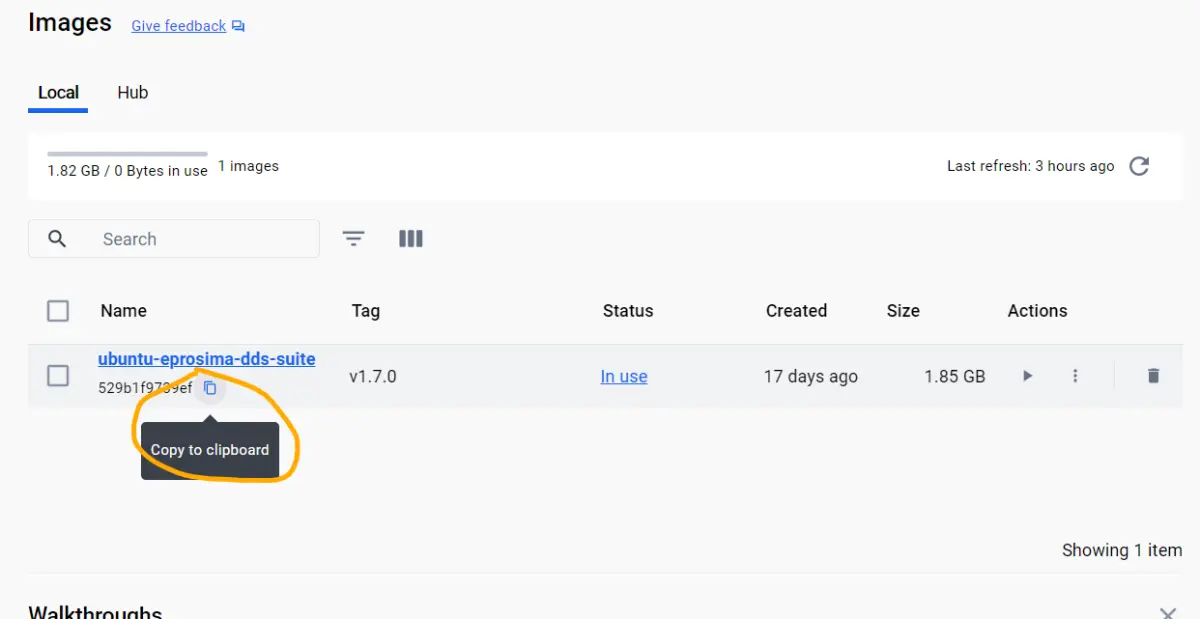 Images Give feedback
Local Hub
1.82 GB / 0 Bytes in use 1 images Last refresh: 3 hours ago
Search
Name Tag Status Created Size Actions
ubuntu-eprosima-dds-suite
529b1f9739ef
v1.7.0 In use 17 days ago 1.85 GB
Copy to clipboard
Showing 1 item
Walkthroughs